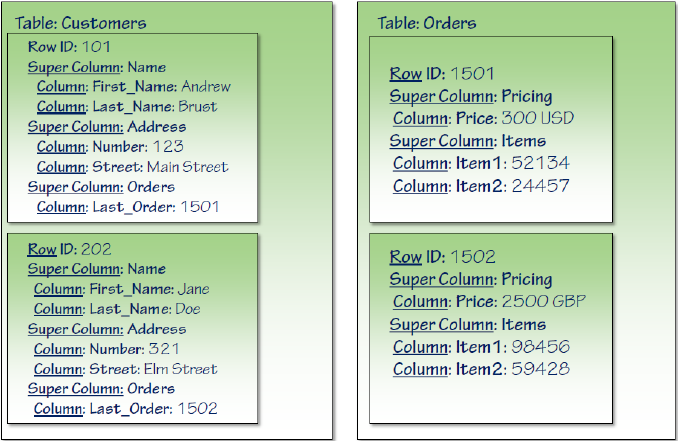 Table: Customers
Row ID: 101
Super Column: Name
Column: First_Name: Andrew
Column: Last_Name: Brust
Super Column: Address
Column: Number: 123
Column: Street: Main Street
Super Column: Orders
Column: Last_Order: 1501
Row ID: 202
Super Column: Name
Column: First_Name: Jane
Column: Last_Name: Doe
Super Column: Address
Column: Number: 321
Column: Street: Elm Street
Super Column: Orders
Column: Last_Order: 1502
Table: Orders
Row ID: 1501
Super Column: Pricing
Column: Price: 300 USD
Super Column: Items
Column: Item1: 52134
Column: Item2: 24457
Row ID: 1502
Super Column: Pricing
Column: Price: 2500 GBP
Super Column: Items
Column: Item1: 98456
Column: Item2: 59428